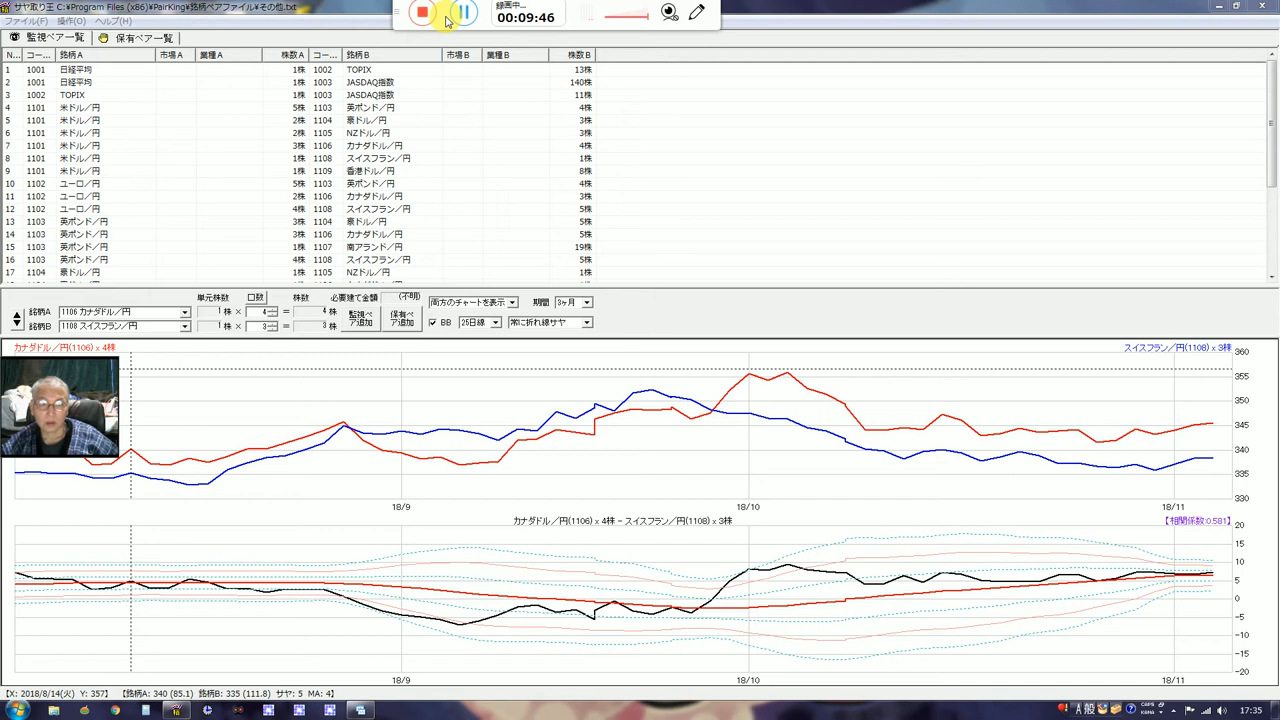 サヤ取り王 C:¥Program Files (x86)¥PairKing¥銘柄ペアファイル¥その他.txt
録画中...
00:09:46
ファイル(F) 操作(O) ヘルプ(H)
監視ペア一覧 保有ペア一覧
N... コー... 銘柄A 市場A 業種A 株数A コー... 銘柄B 市場B 業種B 株数B
1 1001 日経平均 1株 1002 TOPIX 13株
2 1001 日経平均 1株 1003 JASDAQ指数 140株
3 1002 TOPIX 1株 1003 JASDAQ指数 11株
4 1101 米ドル/円 5株 1103 英ポンド/円 4株
5 1101 米ドル/円 2株 1104 豪ドル/円 3株
6 1101 米ドル/円 2株 1105 NZドル/円 3株
7 1101 米ドル/円 3株 1106 カナダドル/円 4株
8 1101 米ドル/円 1株 1108 スイスフラン/円 1株
9 1101 米ドル/円 1株 1109 香港ドル/円 8株
10 1102 ユーロ/円 5株 1103 英ポンド/円 4株
11 1102 ユーロ/円 2株 1106 カナダドル/円 3株
12 1102 ユーロ/円 4株 1108 スイスフラン/円 5株
13 1103 英ポンド/円 3株 1104 豪ドル/円 5株
14 1103 英ポンド/円 3株 1106 カナダドル/円 5株
15 1103 英ポンド/円 1株 1107 南アランド/円 19株
16 1103 英ポンド/円 4株 1108 スイスフラン/円 5株
17 1104 豪ドル/円 1株 1105 NZドル/円 1株
単元株数 口数 株数 必要建て金額 (不明) 両方のチャートを表示 期間 3ヶ月
銘柄A 1106 カナダドル/円 1株 × 4 = 4株
銘柄B 1108 スイスフラン/円 1株 × 3 = 3株
監視ペア追加 保有ペア追加 BB 25日線 常に折れ線サヤ
カナダドル/円(1106) x 4株 スイスフラン/円(1108) x 3株
360
355
350
345
340
335
330
18/9 18/10 18/11
カナダドル/円(1106) x 4株 - スイスフラン/円(1108) x 3株 【相関係数:0.581】
20
15
10
5
0
-5
-10
-15
-20
18/9 18/10 18/11
【X: 2018/8/14(火) Y: 357】 【銘柄A: 340 (85.1) 銘柄B: 335 (111.8) サヤ: 5 MA: 4】
A 般 CAPS KANA 17:35